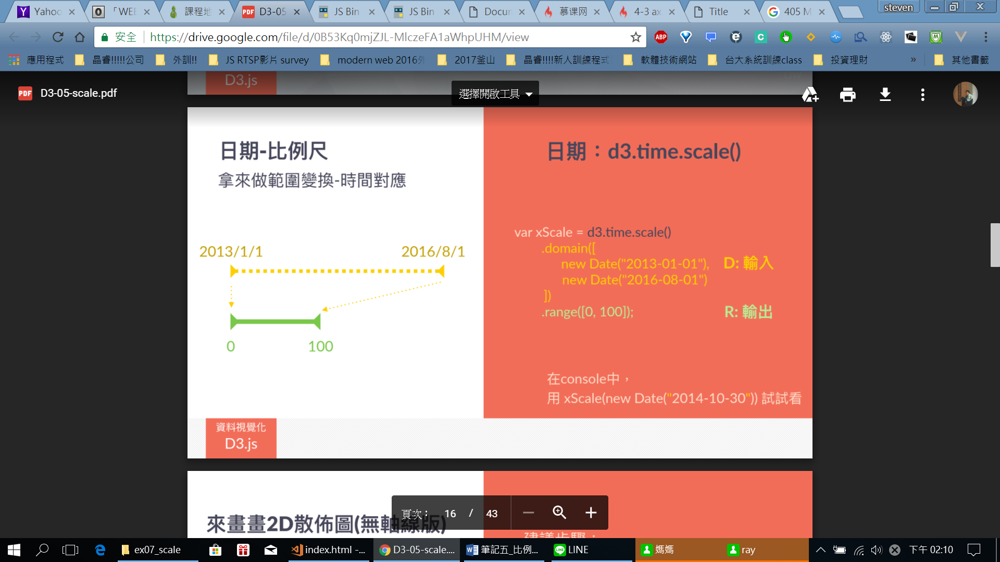 Yahoo
「WEE
課程地
D3-05
JS Bin
JS Bin
Docum
慕课网
4-3 ax
Title
405 M
steven
安全
https://drive.google.com/file/d/0B53Kq0mjZJL-MlczeFA1aWhpUHM/view
ABP
應用程式
晶睿!!!!!公司
外訓!!
JS RTSP影片 survey
modern web 2016外
2017釜山
晶睿!!!!新人訓練程式
軟體技術網站
台大系統訓練class
投資理財
»
其他書籤
D3.js
PDF D3-05-scale.pdf
選擇開啟工具
日期-比例尺
拿來做範圍變換-時間對應
2013/1/1
2016/8/1
0
100
日期：d3.time.scale()
var xScale = d3.time.scale()
.domain([
new Date("2013-01-01"),
D: 輸入
new Date("2016-08-01")
])
.range([0, 100]);
R: 輸出
在console中，
用 xScale(new Date("2014-10-30")) 試試看
資料視覺化
D3.js
來畫畫2D散佈圖(無軸線版)
建議步驟：
頁次： 16 / 43
ex07_scale
index.html -...
D3-05-scale....
筆記五_比例...
LINE
媽媽
ray
下午 02:10